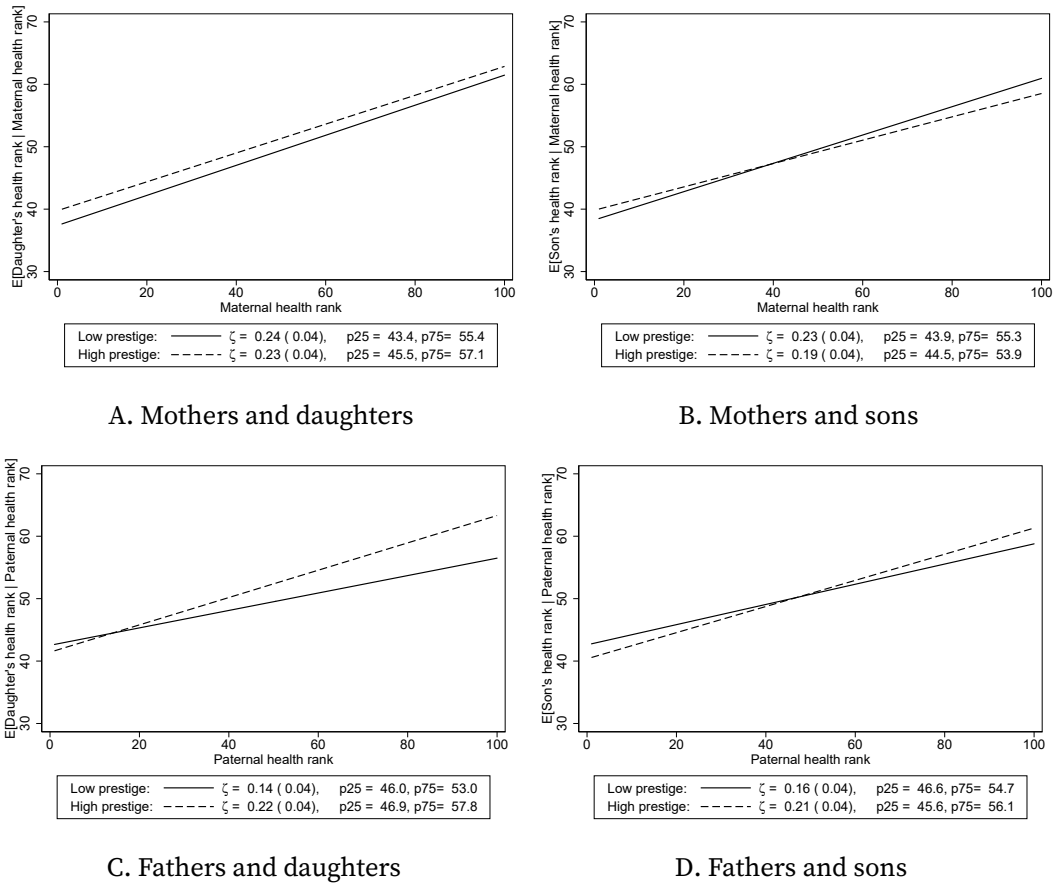 E[Daughter's health rank | Maternal health rank]
70
60
50
40
30
0 20 40 60 80 100
Maternal health rank
Low prestige: ζ = 0.24 ( 0.04), p25 = 43.4, p75= 55.4
High prestige: ζ = 0.23 ( 0.04), p25 = 45.5, p75= 57.1
A. Mothers and daughters
E[Son's health rank | Maternal health rank]
70
60
50
40
30
0 20 40 60 80 100
Maternal health rank
Low prestige: ζ = 0.23 ( 0.04), p25 = 43.9, p75= 55.3
High prestige: ζ = 0.19 ( 0.04), p25 = 44.5, p75= 53.9
B. Mothers and sons
E[Daughter's health rank | Paternal health rank]
70
60
50
40
30
0 20 40 60 80 100
Paternal health rank
Low prestige: ζ = 0.14 ( 0.04), p25 = 46.0, p75= 53.0
High prestige: ζ = 0.22 ( 0.04), p25 = 46.9, p75= 57.8
C. Fathers and daughters
E[Son's health rank | Paternal health rank]
70
60
50
40
30
0 20 40 60 80 100
Paternal health rank
Low prestige: ζ = 0.16 ( 0.04), p25 = 46.6, p75= 54.7
High prestige: ζ = 0.21 ( 0.04), p25 = 45.6, p75= 56.1
D. Fathers and sons